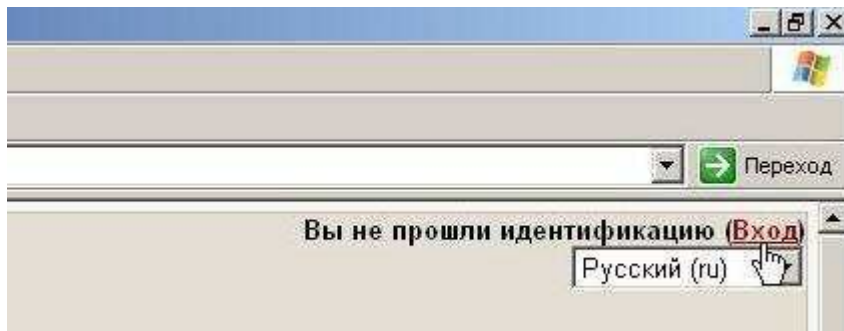 Переход
Вы не прошли идентификацию (Вход)
Русский (ru)